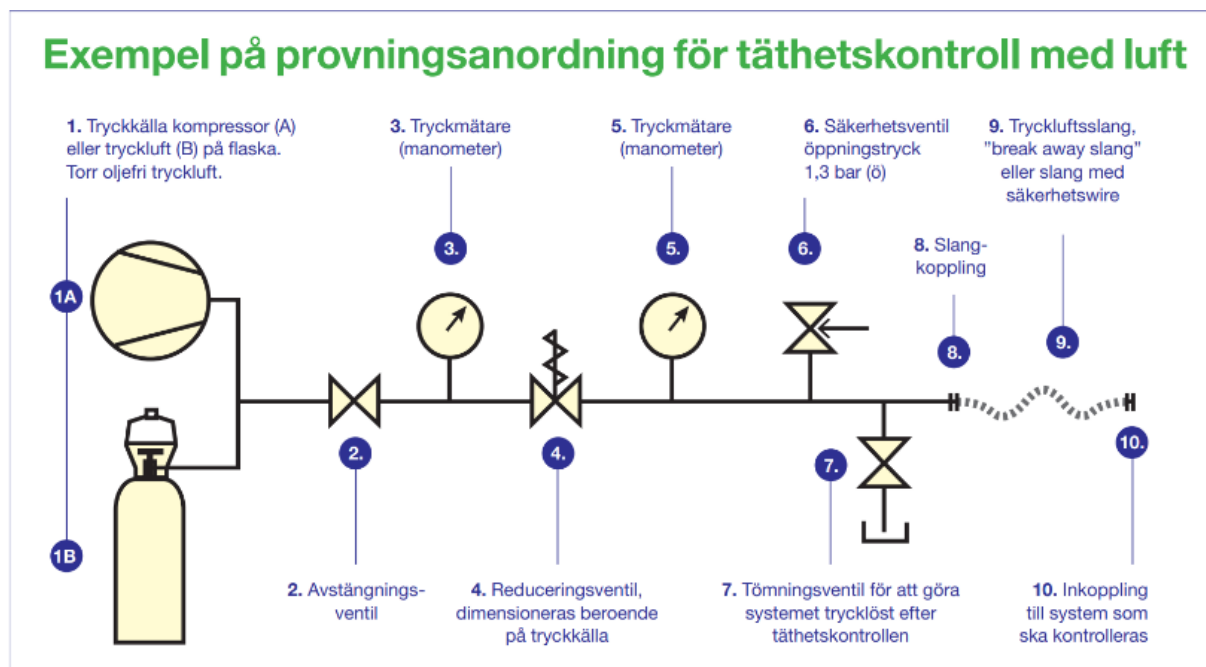 Exempel på provningsanordning för täthetskontroll med luft
1. Tryckkälla kompressor (A)
eller tryckluft (B) på flaska.
Torr oljefri tryckluft.
3. Tryckmätare
(manometer)
5. Tryckmätare
(manometer)
6. Säkerhetsventil
öppningstryck
1,3 bar (ö)
9. Tryckluftsslang,
”break away slang”
eller slang med
säkerhetswire
8. Slang-
koppling
3.
5.
6.
1A
8.
9.
2.
4.
7.
10.
1B
2. Avstängnings-
ventil
4. Reduceringsventil,
dimensioneras beroende
på tryckkälla
7. Tömningsventil för att göra
systemet trycklöst efter
täthetskontrollen
10. Inkoppling
till system som
ska kontrolleras